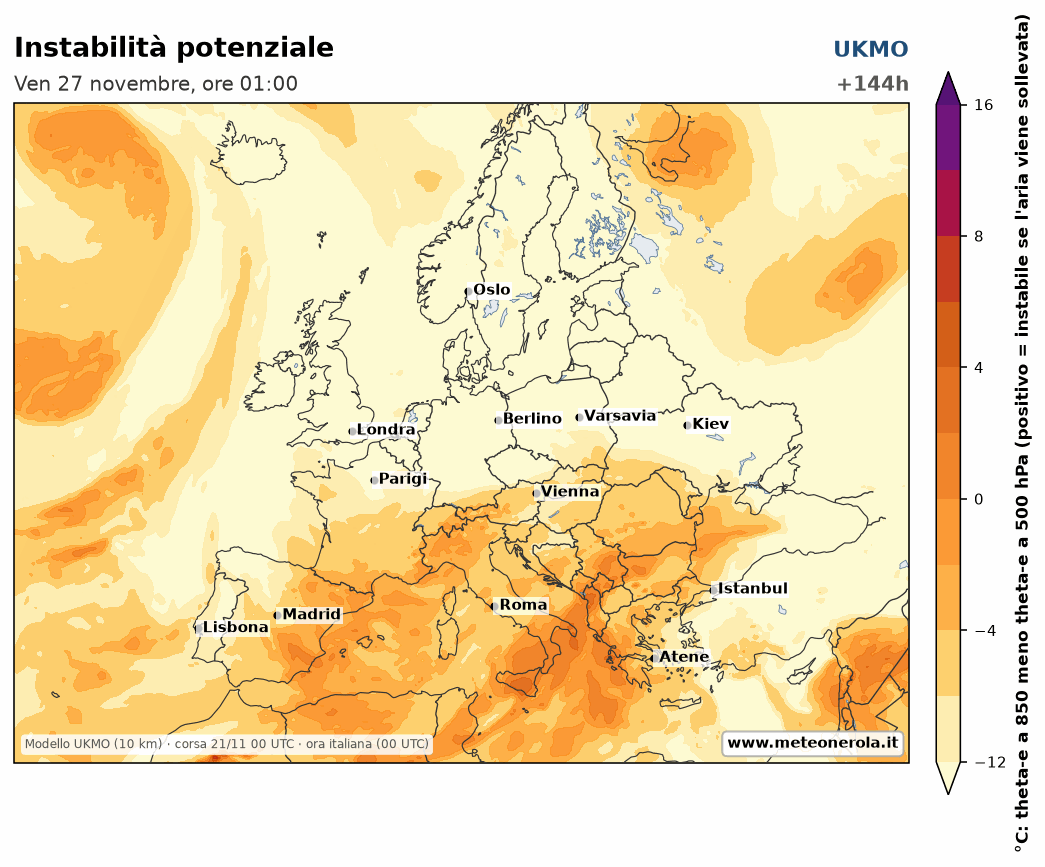 Instabilità potenziale
UKMO
Ven 27 novembre, ore 01:00
+144h
Oslo
Berlino
Varsavia
Kiev
Londra
Parigi
Vienna
Istanbul
Roma
Madrid
Lisbona
Atene
Modello UKMO (10 km) · corsa 21/11 00 UTC · ora italiana (00 UTC)
www.meteonerola.it
16
8
4
0
−4
−12
°C: theta-e a 850 meno theta-e a 500 hPa (positivo = instabile se l'aria viene sollevata)